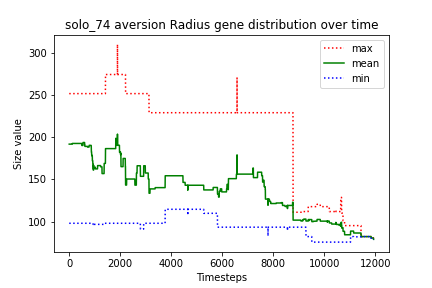 solo_74 aversion Radius gene distribution over time
max
mean
min
Size value
300
250
200
150
100
0
2000
4000
6000
8000
10000
12000
Timesteps